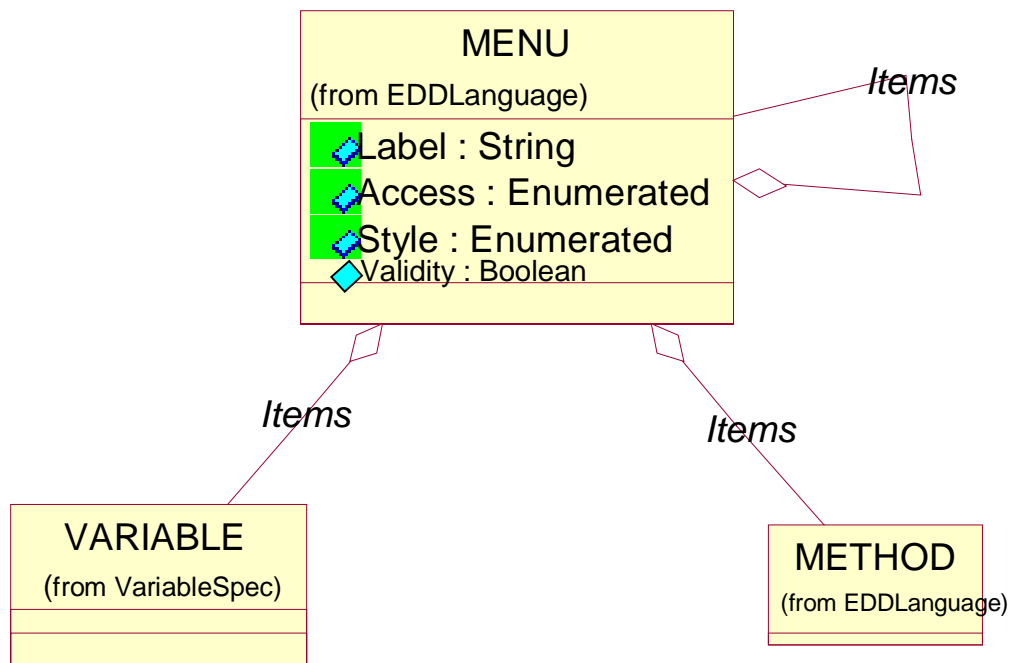 MENU
(from EDDLanguage)
Items
Label : String
Access : Enumerated
Style : Enumerated
Validity : Boolean
Items
Items
VARIABLE
(from VariableSpec)
METHOD
(from EDDLanguage)